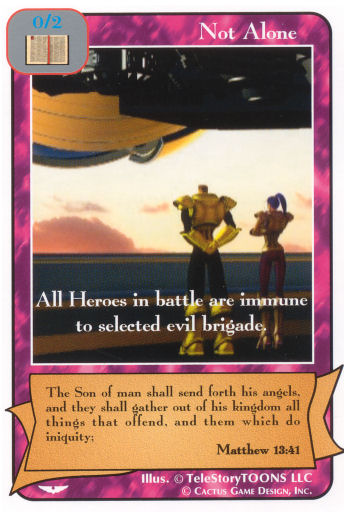 0/2
Not Alone
All Heroes in battle are immune
to selected evil brigade.
The Son of man shall send forth his angels,
and they shall gather out of his kingdom all
things that offend, and them which do
iniquity;
Matthew 13:41
Illus. © TeleStoryTOONS LLC
© Cactus Game Design, Inc.